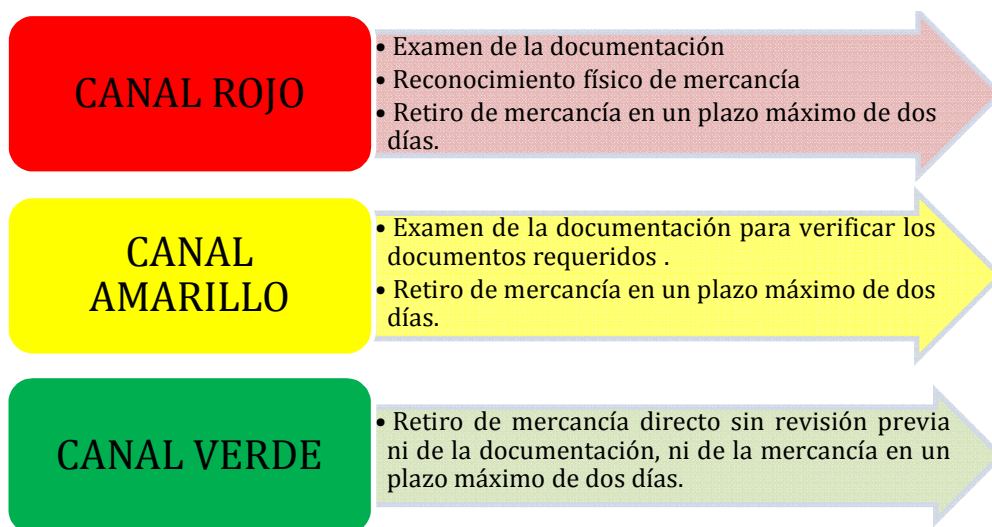 CANAL ROJO
• Examen de la documentación
• Reconocimiento físico de mercancía
• Retiro de mercancía en un plazo máximo de dos
días.
CANAL
AMARILLO
• Examen de la documentación para verificar los
documentos requeridos .
• Retiro de mercancía en un plazo máximo de dos
días.
CANAL VERDE
• Retiro de mercancía directo sin revisión previa
ni de la documentación, ni de la mercancía en un
plazo máximo de dos días.